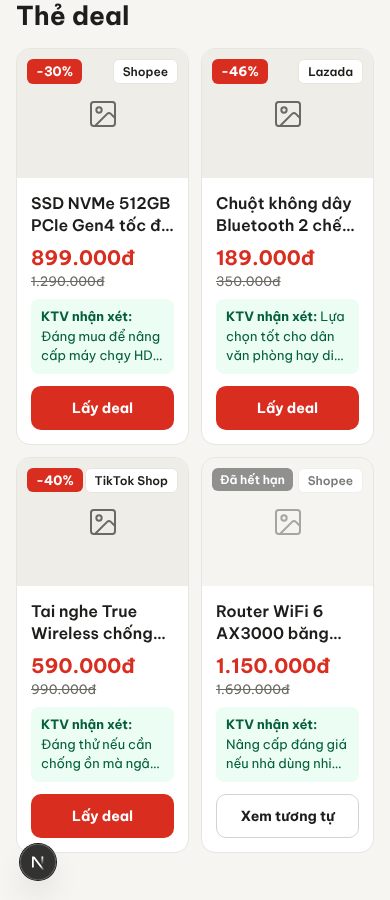 Thẻ deal
-30%
Shopee
SSD NVMe 512GB
PCIe Gen4 tốc đ...
899.000đ
1.290.000đ
KTV nhận xét:
Đáng mua để nâng
cấp máy chạy HD...
Lấy deal
-46%
Lazada
Chuột không dây
Bluetooth 2 chế...
189.000đ
350.000đ
KTV nhận xét: Lựa
chọn tốt cho dân
văn phòng hay di...
Lấy deal
-40%
TikTok Shop
Tai nghe True
Wireless chống...
590.000đ
990.000đ
KTV nhận xét:
Đáng thử nếu cần
chống ồn mà ngâ...
Lấy deal
Đã hết hạn
Shopee
Router WiFi 6
AX3000 băng...
1.150.000đ
1.690.000đ
KTV nhận xét:
Nâng cấp đáng giá
nếu nhà dùng nhi...
Xem tương tự
N